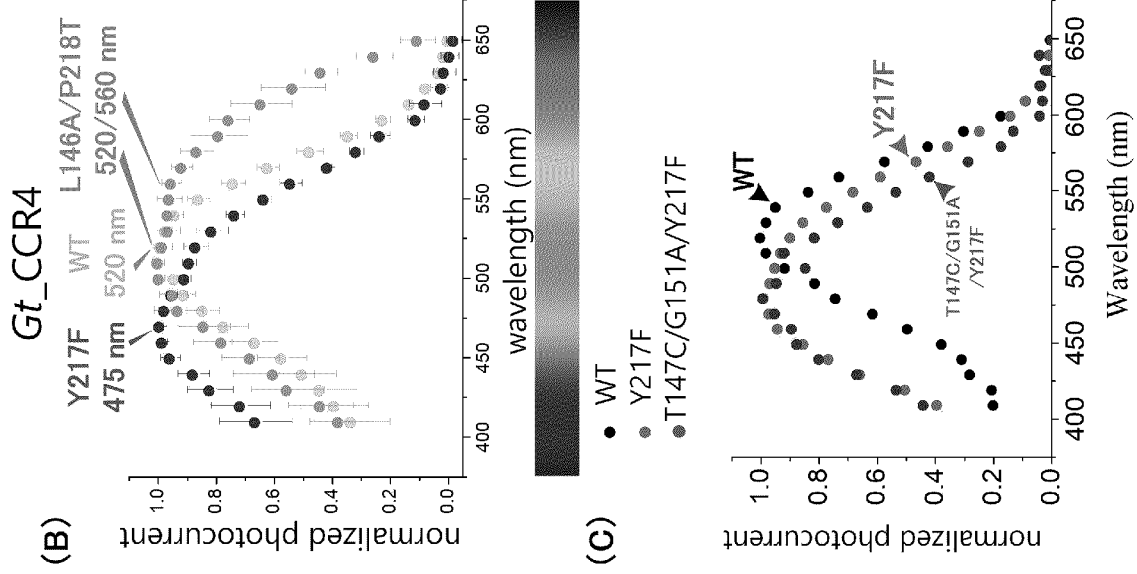 Gt_CCR4
(B)
Y217F
475 nm
WT
520 nm
L146A/P218T
520/560 nm
normalized photocurrent
1.0
0.8
0.6
0.4
0.2
0.0
400
450
500
550
600
650
wavelength (nm)
(C)
WT
Y217F
T147C/G151A/Y217F
WT
Y217F
T147C/G151A
/Y217F
normalized photocurrent
1.0
0.8
0.6
0.4
0.2
0.0
400
450
500
550
600
650
Wavelength (nm)